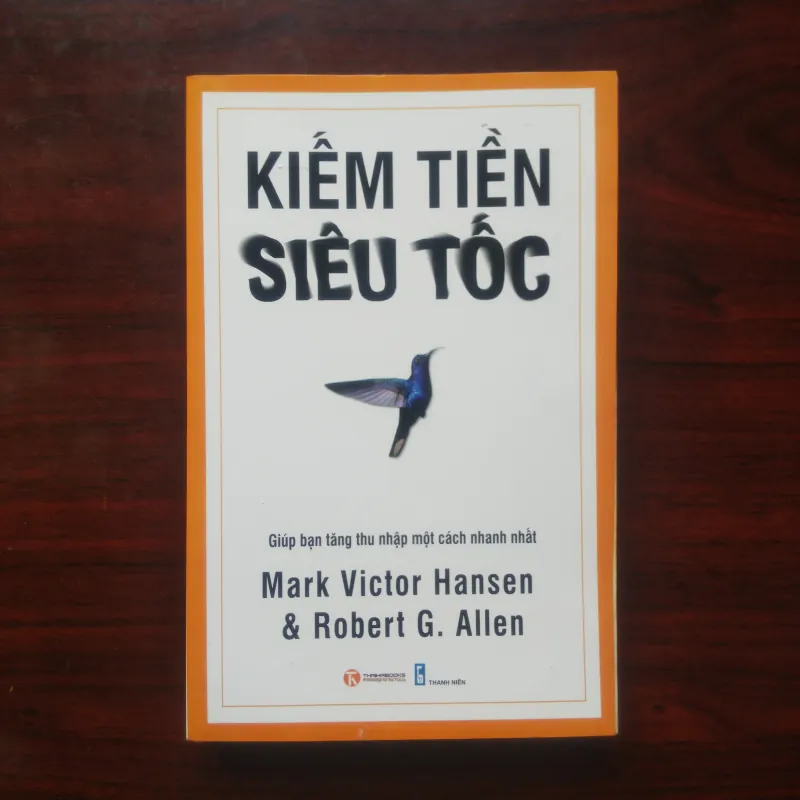 KIẾM TIỀN
SIÊU TỐC
Giúp bạn tăng thu nhập một cách nhanh nhất
Mark Victor Hansen
& Robert G. Allen
THAIHABOOKS
THANH NIÊN